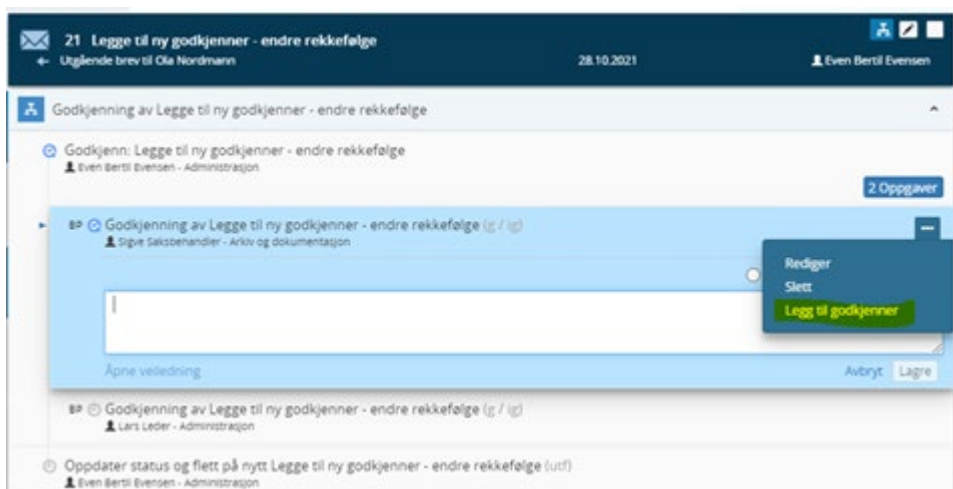 21 Legge til ny godkjenner - endre rekkefølge
Utgående brev til Ola Nordmann
28.10.2021
Even Bertil Evensen
Godkjenning av Legge til ny godkjenner - endre rekkefølge
Godkjenn: Legge til ny godkjenner - endre rekkefølge
Even Bertil Evensen - Administrasjon
2 Oppgaver
Godkjenning av Legge til ny godkjenner - endre rekkefølge (g / ig)
Sigve Saksbehandler - Arkiv og dokumentasjon
Rediger
Slett
Legg til godkjenner
Åpne veiledning
Avbryt Lagre
Godkjenning av Legge til ny godkjenner - endre rekkefølge (g / ig)
Lars Leder - Administrasjon
Oppdater status og flett på nytt Legge til ny godkjenner - endre rekkefølge (utf)
Even Bertil Evensen - Administrasjon